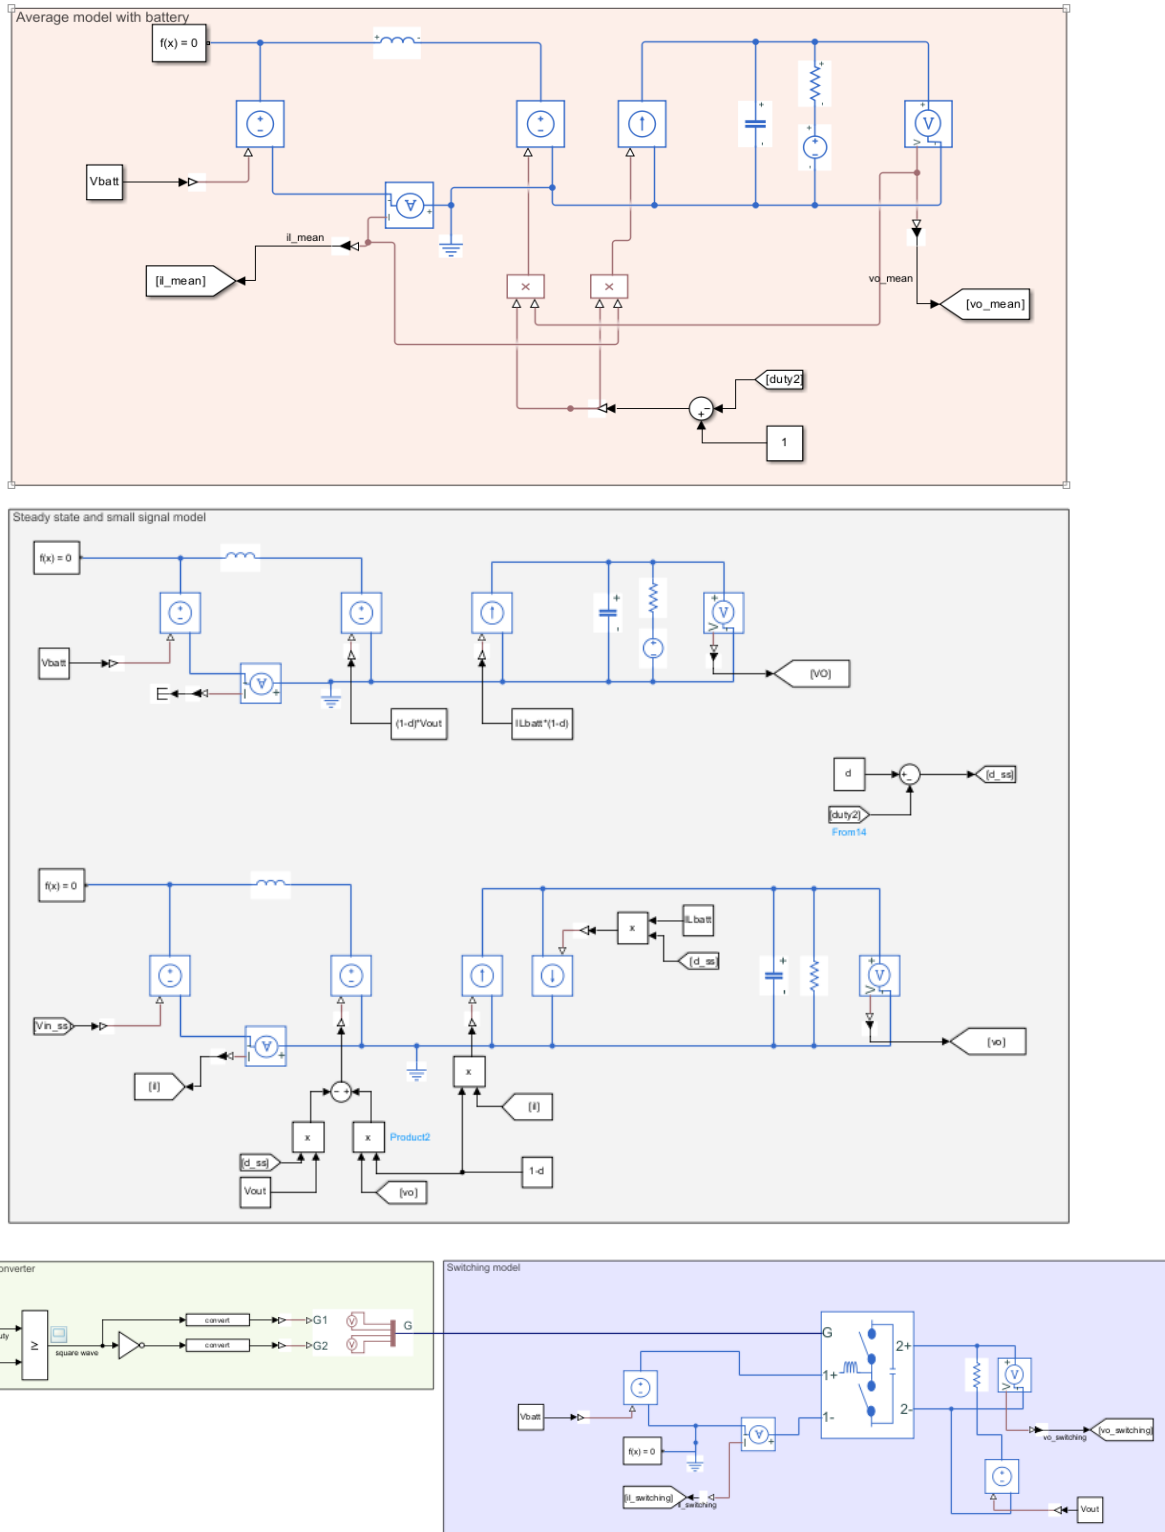 Average model with battery
f(x) = 0
Vbatt
il_mean
[il_mean]
vo_mean
[vo_mean]
[duty2]
1
Steady state and small signal model
f(x) = 0
Vbatt
[VO]
(1-d)*Vout
ILbatt*(1-d)
d
[d_ss]
[duty2]
From14
f(x) = 0
ILbatt
x
[d_ss]
[Vin_ss]
[vo]
[il]
x
[il]
x
x
Product2
[d_ss]
1-d
Vout
[vo]
onverter
Switching model
convert
G1
G
G
uty
square wave
convert
G2
2+
1+
Vbatt
1-
2-
vo_switching
[vo_switching]
f(x) = 0
[il_switching]
il_switching
Vout